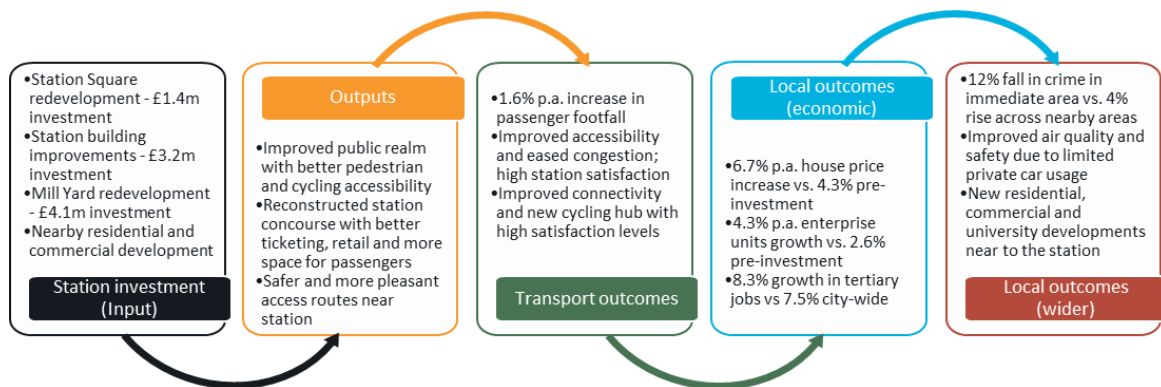 •Station Square
redevelopment - £1.4m
investment
•Station building
improvements - £3.2m
investment
•Mill Yard redevelopment
- £4.1m investment
•Nearby residential and
commercial development
Station investment
(Input)
Outputs
•Improved public realm
with better pedestrian
and cycling accessibility
•Reconstructed station
concourse with better
ticketing, retail and more
space for passengers
•Safer and more pleasant
access routes near
station
•1.6% p.a. increase in
passenger footfall
•Improved accessibility
and eased congestion;
high station satisfaction
•Improved connectivity
and new cycling hub with
high satisfaction levels
Transport outcomes
Local outcomes
(economic)
•6.7% p.a. house price
increase vs. 4.3% pre-
investment
•4.3% p.a. enterprise
units growth vs. 2.6%
pre-investment
•8.3% growth in tertiary
jobs vs 7.5% city-wide
•12% fall in crime in
immediate area vs. 4%
rise across nearby areas
•Improved air quality and
safety due to limited
private car usage
•New residential,
commercial and
university developments
near to the station
Local outcomes
(wider)